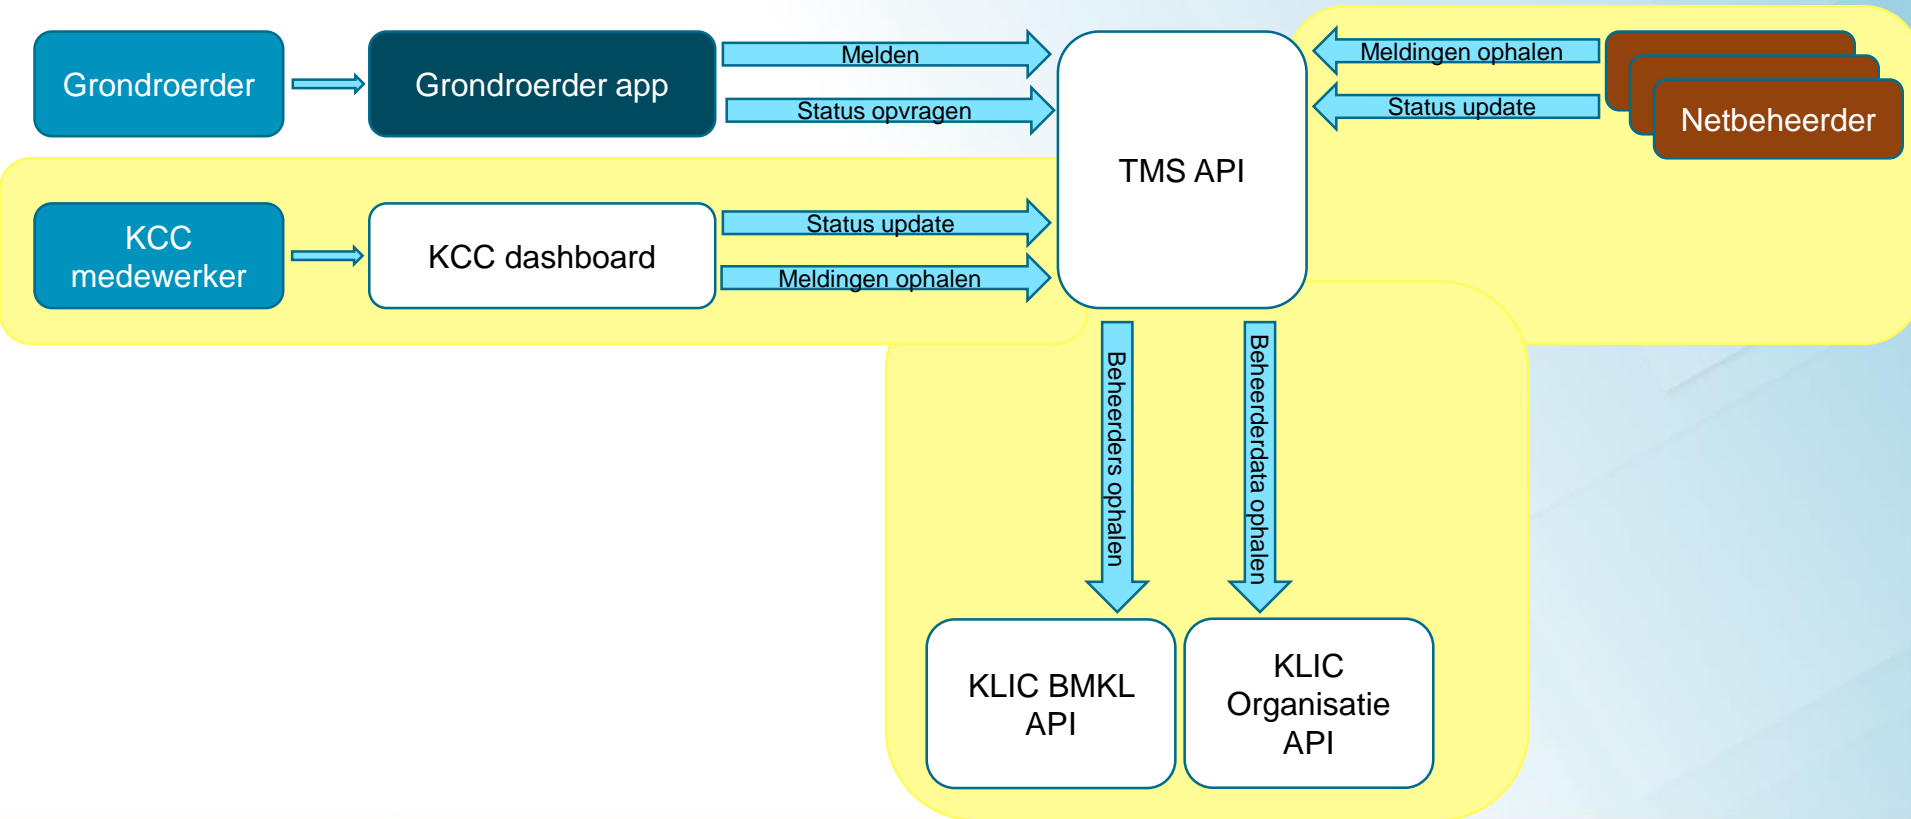 Grondroerder
Grondroerder app
Melden
Status opvragen
TMS API
Meldingen ophalen
Status update
Netbeheerder
KCC
medewerker
KCC dashboard
Status update
Meldingen ophalen
Beheerders ophalen
Beheerderdata ophalen
KLIC BMKL
API
KLIC
Organisatie
API